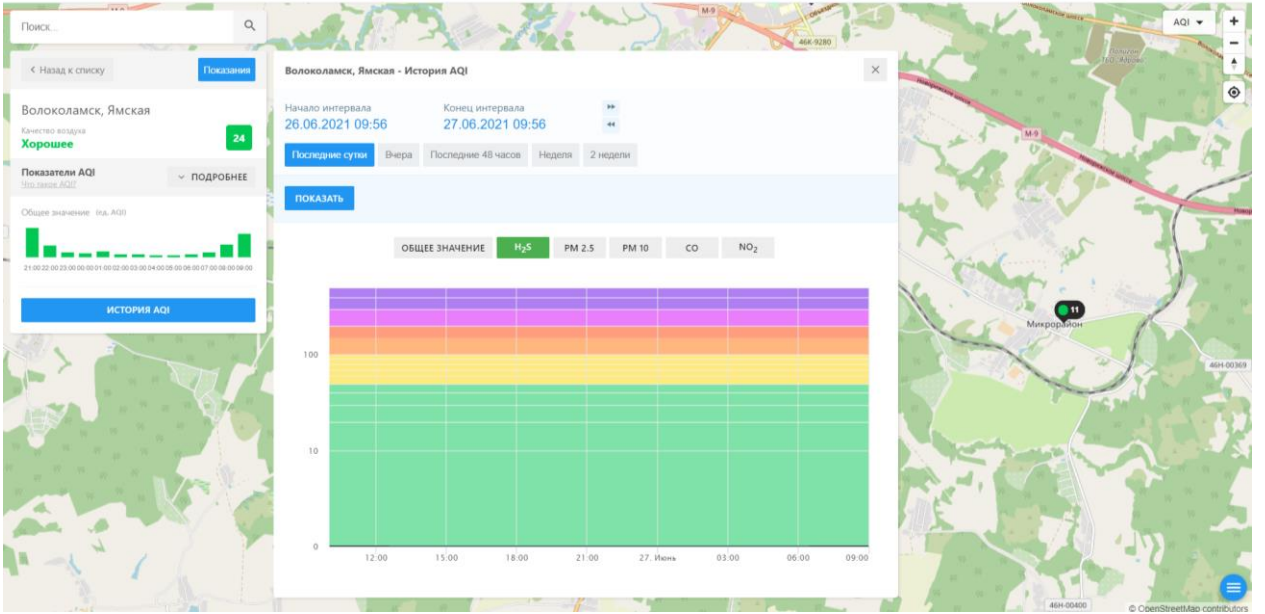 Поиск...
Назад к списку
Показания
Волоколамск, Ямская
Качество воздуха
Хорошее
24
Показатели AQI
Что такое AQI?
ПОДРОБНЕЕ
Общее значение (ед. AQI)
21:00 22:00 23:00 00:00 01:00 02:00 03:00 04:00 05:00 06:00 07:00 08:00 09:00
ИСТОРИЯ AQI
Волоколамск, Ямская - История AQI
Начало интервала
26.06.2021 09:56
Конец интервала
27.06.2021 09:56
Последние сутки
Вчера
Последние 48 часов
Неделя
2 недели
ПОКАЗАТЬ
ОБЩЕЕ ЗНАЧЕНИЕ
H₂S
PM 2.5
PM 10
CO
NO₂
100
10
0
12:00
15:00
18:00
21:00
27. Июнь
03:00
06:00
09:00
М-9
46К-9280
AQI
М-9
Новорижское шоссе
11
Микрорайон
46Н-00369
46Н-00400
© OpenStreetMap contributors